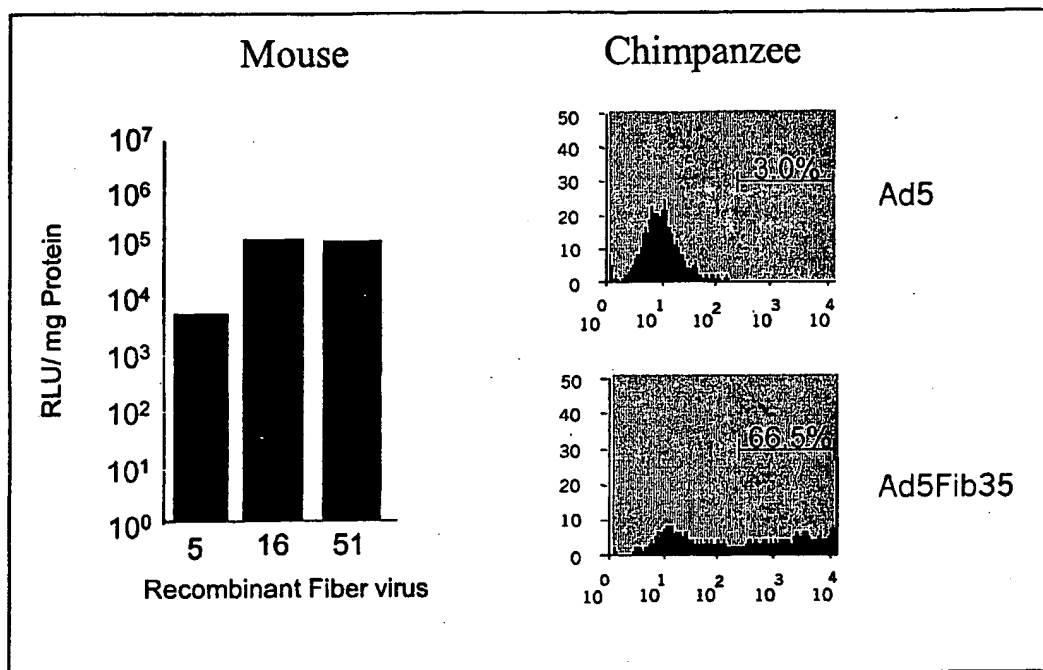 Mouse
10⁷
10⁶
10⁵
10⁴
10³
10²
10¹
10⁰
RLU/ mg Protein
5 16 51
Recombinant Fiber virus
Chimpanzee
50
40
30
20
10
0
3.0%
10⁰ 10¹ 10² 10³ 10⁴
Ad5
50
40
30
20
10
0
66.5%
10⁰ 10¹ 10² 10³ 10⁴
Ad5Fib35